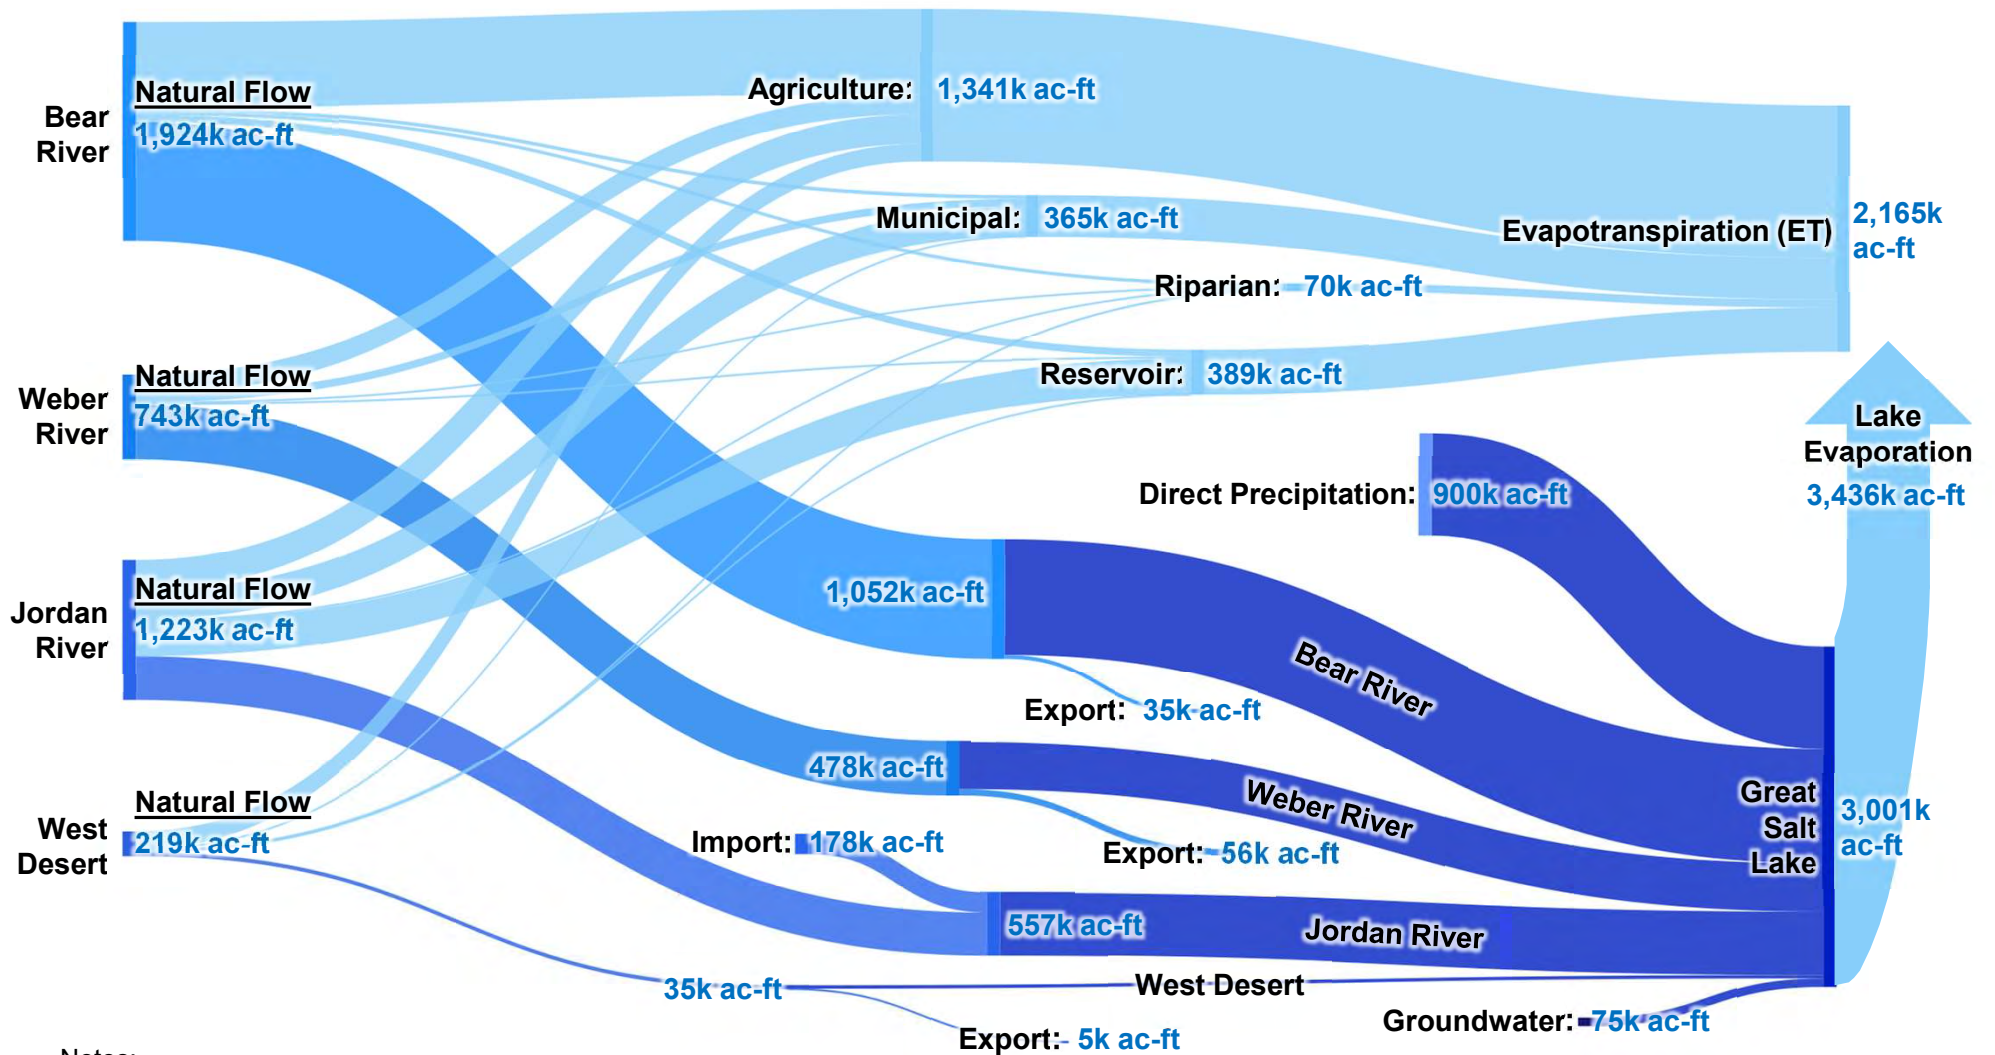 Bear
River
Natural Flow
1,924k ac-ft
Agriculture:
1,341k ac-ft
Municipal:
365k ac-ft
Riparian:
70k ac-ft
Reservoir:
389k ac-ft
Evapotranspiration (ET)
2,165k
ac-ft
Weber
River
Natural Flow
743k ac-ft
Lake
Evaporation
3,436k ac-ft
Direct Precipitation:
900k ac-ft
Jordan
River
Natural Flow
1,223k ac-ft
1,052k ac-ft
Bear River
Export:
35k ac-ft
478k ac-ft
Weber River
Export:
56k ac-ft
West
Desert
Natural Flow
219k ac-ft
Import:
178k ac-ft
557k ac-ft
Jordan River
Great
Salt
Lake
3,001k
ac-ft
35k ac-ft
West Desert
Export:
5k ac-ft
Groundwater:
75k ac-ft